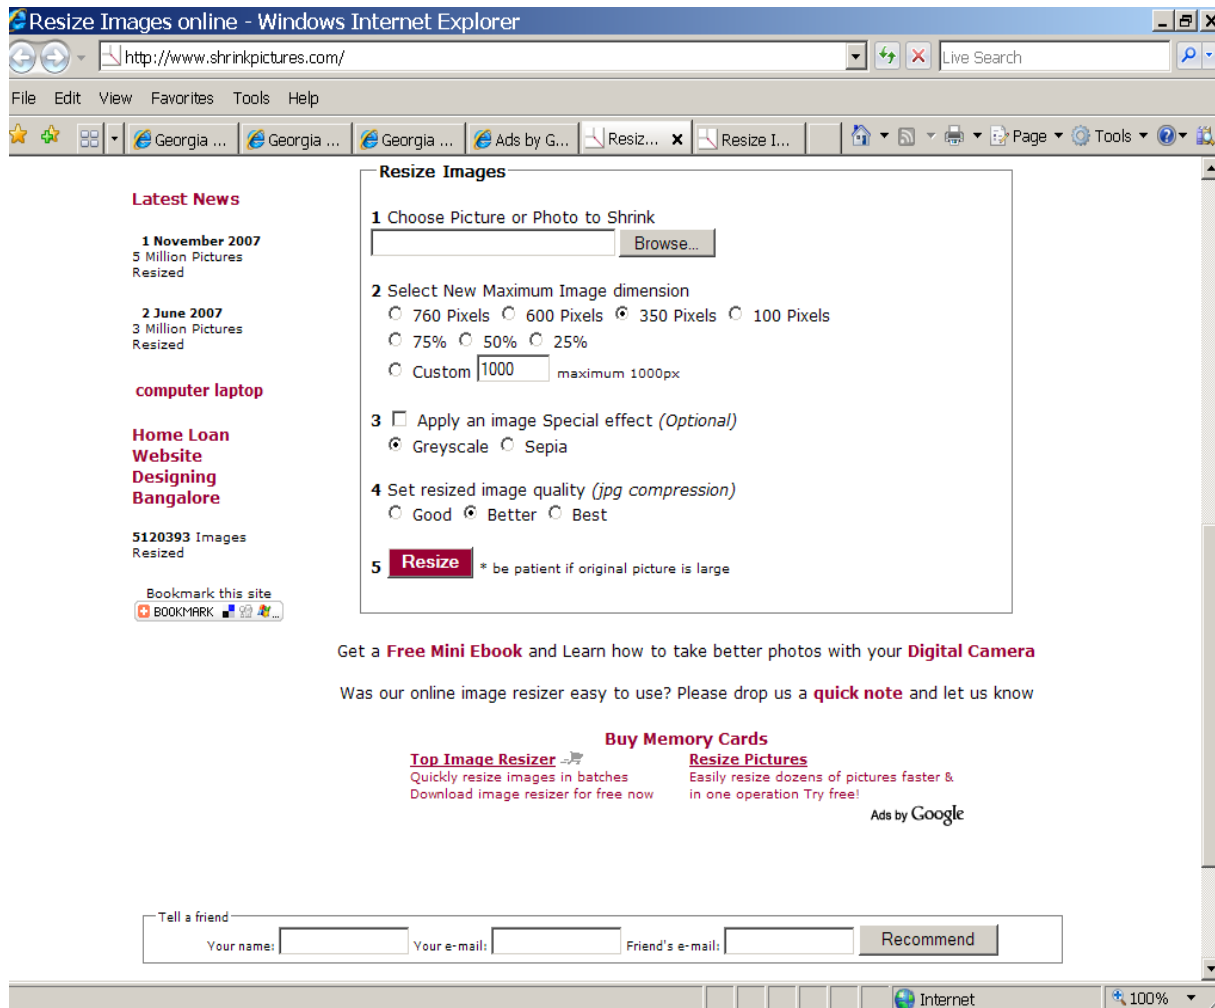 Resize Images online - Windows Internet Explorer
http://www.shrinkpictures.com/
Live Search
File Edit View Favorites Tools Help
Georgia ... Georgia ... Georgia ... Ads by G... Resiz... Resize I... Page Tools
Latest News
1 November 2007
5 Million Pictures
Resized
2 June 2007
3 Million Pictures
Resized
computer laptop
Home Loan
Website
Designing
Bangalore
5120393 Images
Resized
Bookmark this site
BOOKMARK
Resize Images
1 Choose Picture or Photo to Shrink
Browse...
2 Select New Maximum Image dimension
760 Pixels 600 Pixels 350 Pixels 100 Pixels
75% 50% 25%
Custom 1000 maximum 1000px
3 Apply an image Special effect (Optional)
Greyscale Sepia
4 Set resized image quality (jpg compression)
Good Better Best
5 Resize * be patient if original picture is large
Get a Free Mini Ebook and Learn how to take better photos with your Digital Camera
Was our online image resizer easy to use? Please drop us a quick note and let us know
Buy Memory Cards
Top Image Resizer
Quickly resize images in batches
Download image resizer for free now
Resize Pictures
Easily resize dozens of pictures faster &
in one operation Try free!
Ads by Google
Tell a friend
Your name: Your e-mail: Friend's e-mail: Recommend
Internet 100%